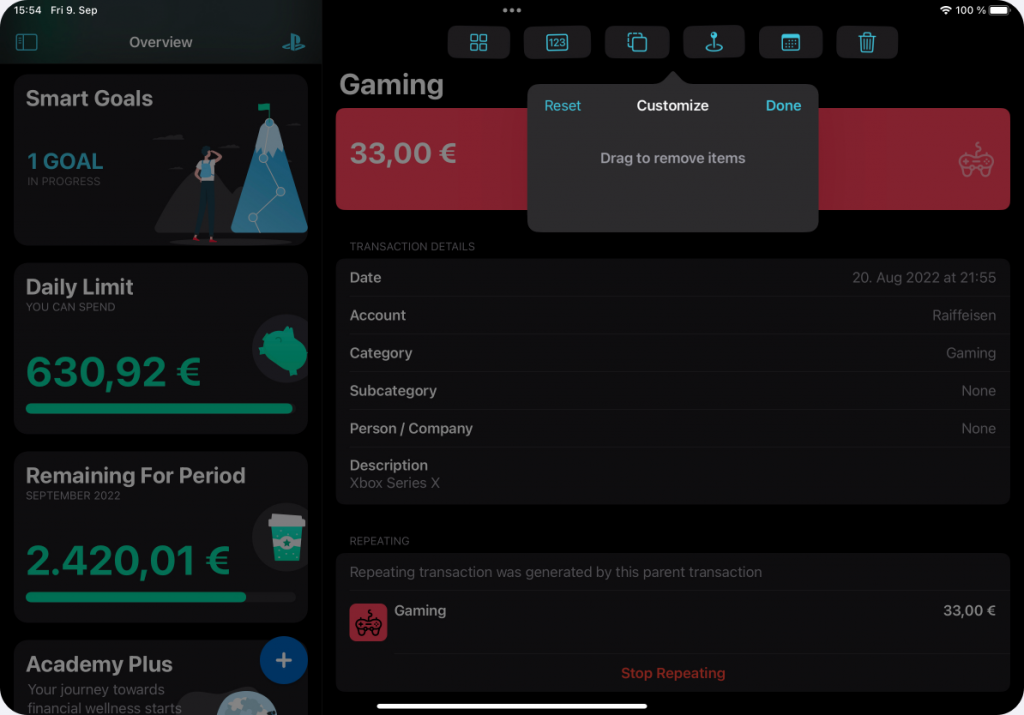 15:54 Fri 9. Sep
100 %
Overview
Smart Goals
1 GOAL
IN PROGRESS
Daily Limit
YOU CAN SPEND
630,92 €
Remaining For Period
SEPTEMBER 2022
2.420,01 €
Academy Plus
Your journey towards
financial wellness starts
123
Gaming
33,00 €
Reset Customize Done
Drag to remove items
TRANSACTION DETAILS
Date 20. Aug 2022 at 21:55
Account Raiffeisen
Category Gaming
Subcategory None
Person / Company None
Description
Xbox Series X
REPEATING
Repeating transaction was generated by this parent transaction
Gaming 33,00 €
Stop Repeating